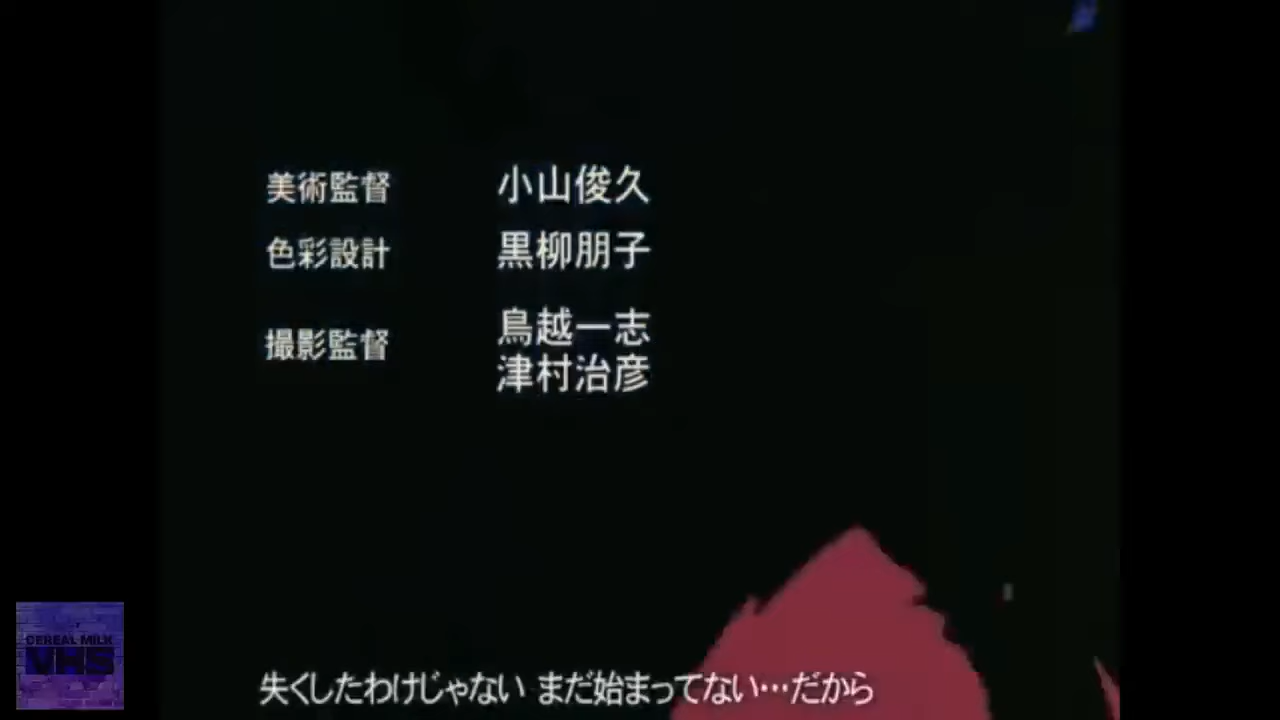 美術監督 小山俊久
色彩設計 黒柳朋子
撮影監督 鳥越一志
津村治彦
失くしたわけじゃない まだ始まってない…だから
CEREAL MILK
VHS